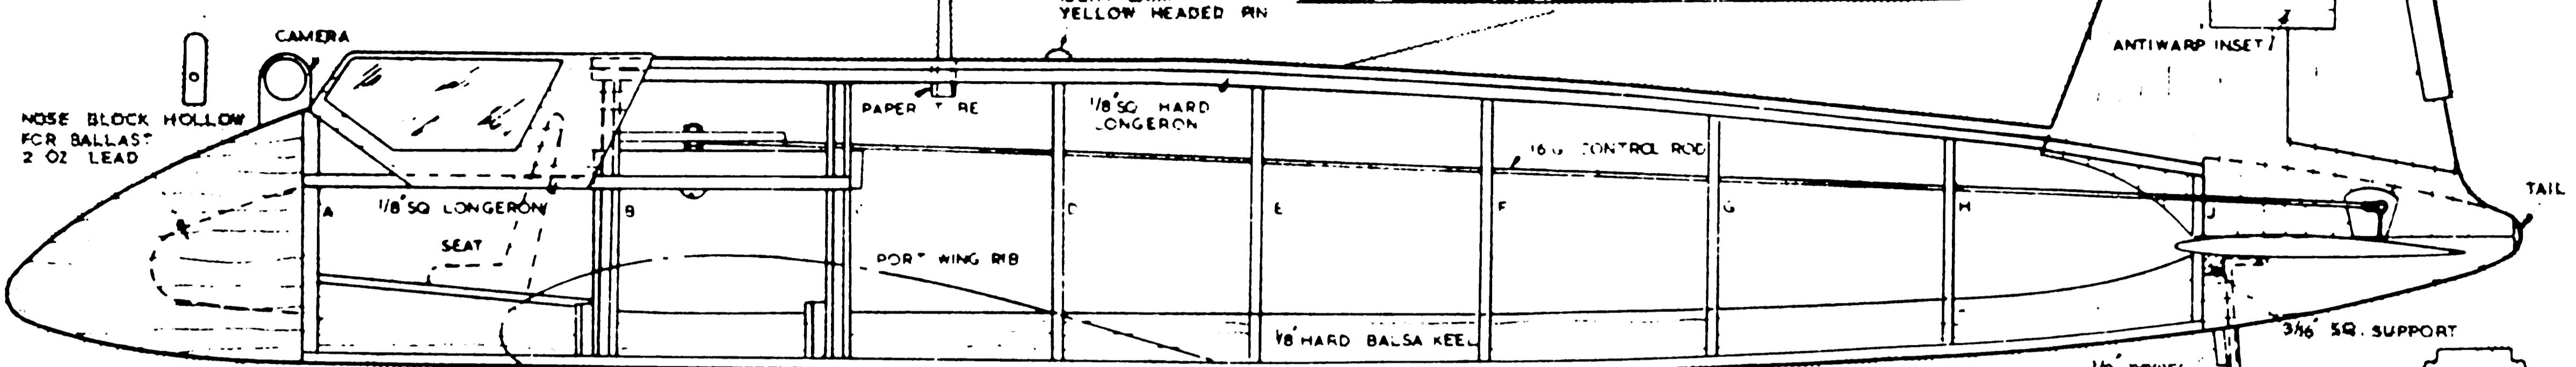 YELLOW HEADED PIN
CAMERA
ANTIWARP INSET
NOSE BLOCK HOLLOW
FOR BALLAST
2 OZ LEAD
PAPER
1/8"SQ HARD
LONGERON
16 G CONTROL ROD
TAIL
A
1/8"SQ LONGERON
B
D
E
F
G
H
J
SEAT
PORT WING RIB
1/8" HARD BALSA KEEL
3/16" SQ. SUPPORT